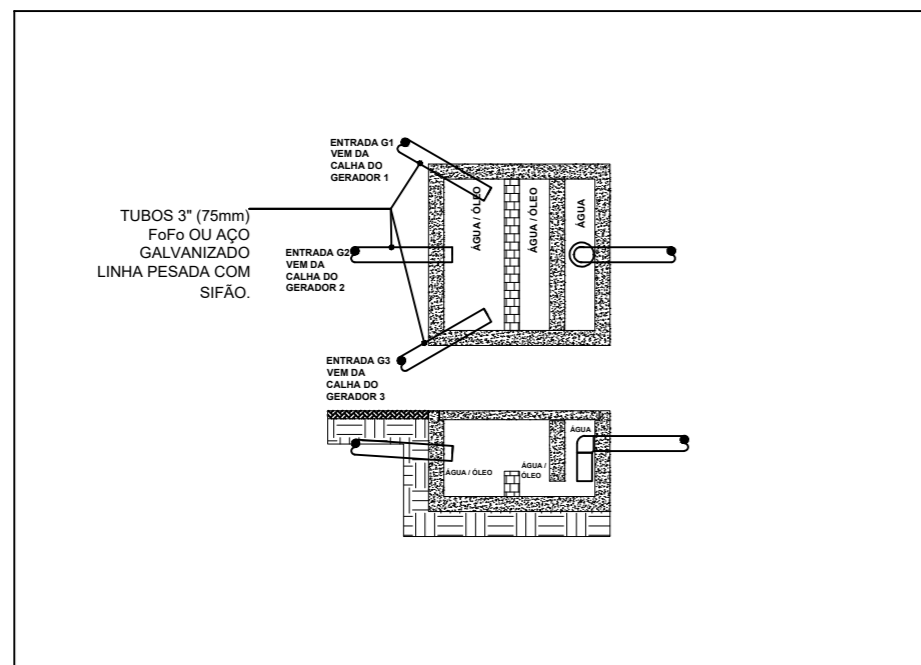 ENTRADA G1
VEM DA
CALHA DO
GERADOR 1
TUBOS 3" (75mm)
FoFo OU AÇO
GALVANIZADO
LINHA PESADA COM
SIFÃO.
ENTRADA G2
VEM DA
CALHA DO
GERADOR 2
ENTRADA G3
VEM DA
CALHA DO
GERADOR 3
ÁGUA / ÓLEO
ÁGUA / ÓLEO
ÁGUA
ÁGUA / ÓLEO
ÁGUA /
ÓLEO
ÁGUA